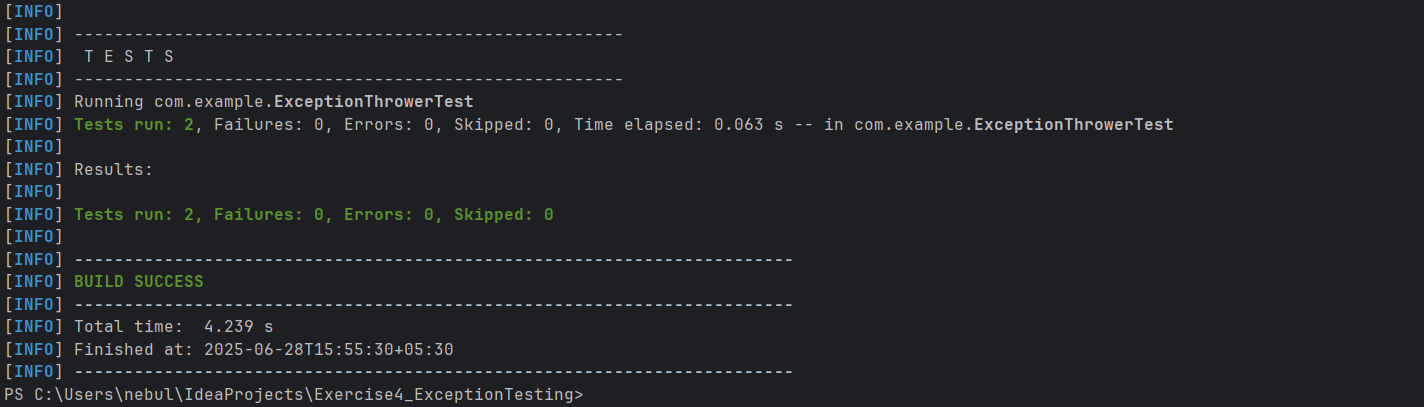 [INFO]
[INFO] -------------------------------------------------------
[INFO]  T E S T S
[INFO] -------------------------------------------------------
[INFO] Running com.example.ExceptionThrowerTest
[INFO] Tests run: 2, Failures: 0, Errors: 0, Skipped: 0, Time elapsed: 0.063 s -- in com.example.ExceptionThrowerTest
[INFO]
[INFO] Results:
[INFO]
[INFO] Tests run: 2, Failures: 0, Errors: 0, Skipped: 0
[INFO]
[INFO] ------------------------------------------------------------------------
[INFO] BUILD SUCCESS
[INFO] ------------------------------------------------------------------------
[INFO] Total time:  4.239 s
[INFO] Finished at: 2025-06-28T15:55:30+05:30
[INFO] ------------------------------------------------------------------------
PS C:\Users\nebul\IdeaProjects\Exercise4_ExceptionTesting>